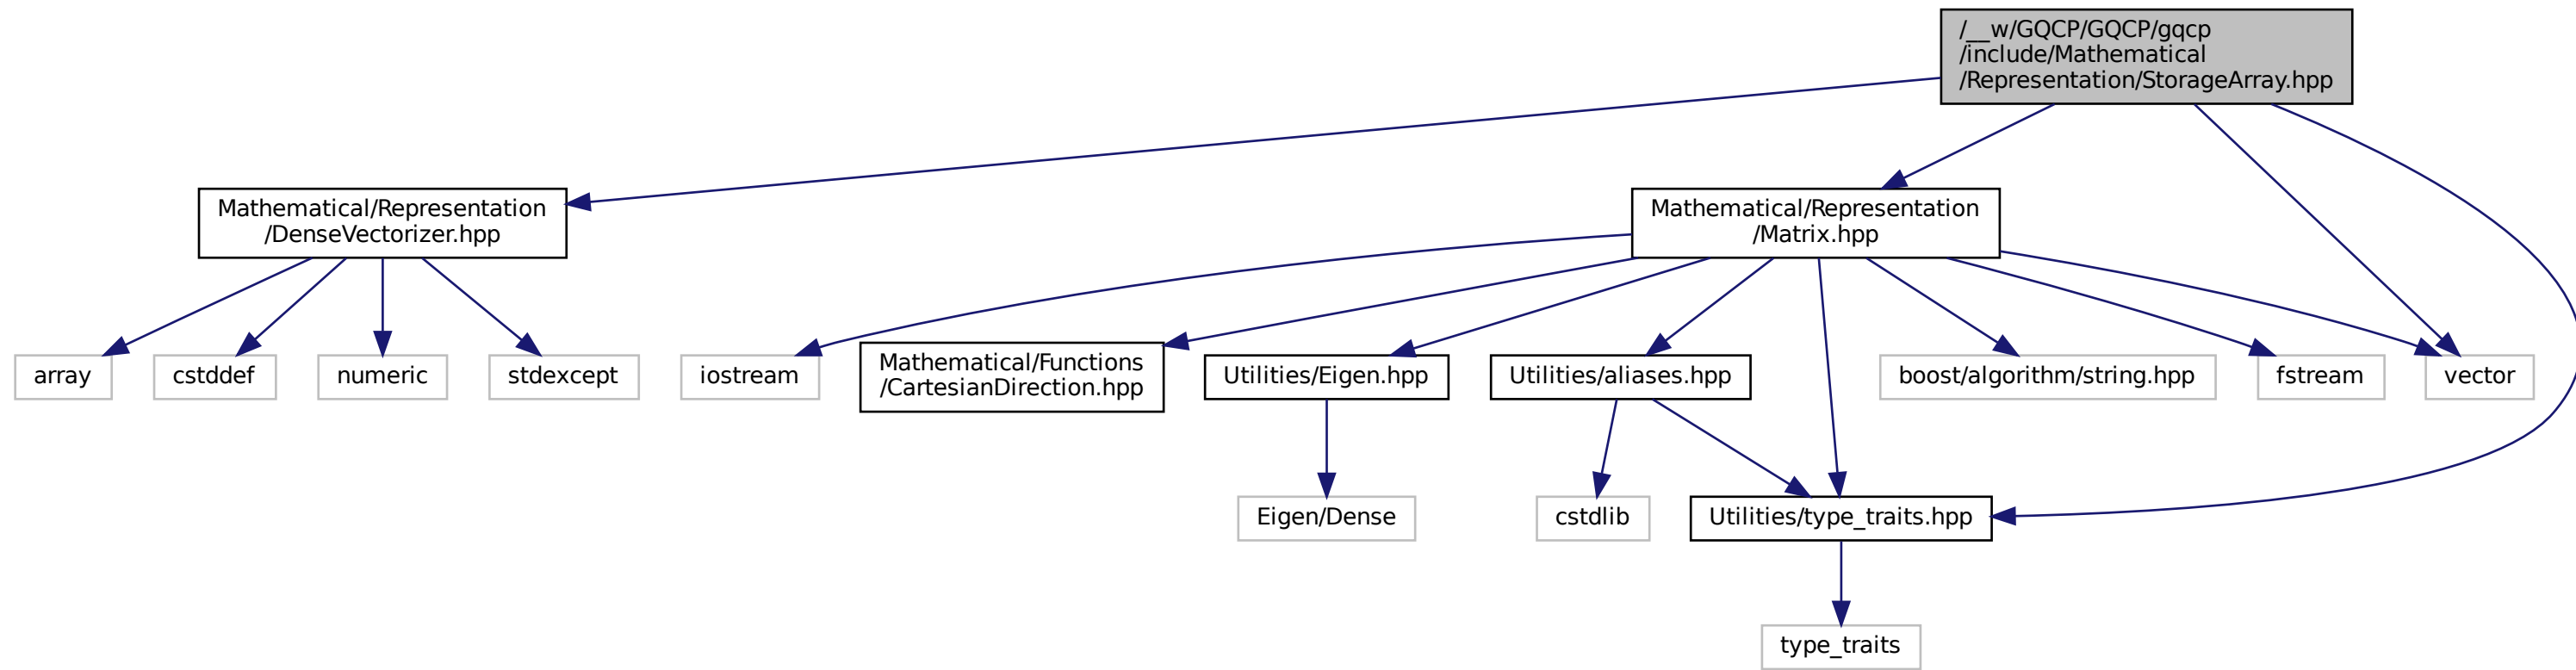 /__w/GQCP/GQCP/gqcp
/include/Mathematical
/Representation/StorageArray.hpp
Mathematical/Representation
/DenseVectorizer.hpp
Mathematical/Representation
/Matrix.hpp
array
cstddef
numeric
stdexcept
iostream
Mathematical/Functions
/CartesianDirection.hpp
Utilities/Eigen.hpp
Utilities/aliases.hpp
boost/algorithm/string.hpp
fstream
vector
Eigen/Dense
cstdlib
Utilities/type_traits.hpp
type_traits